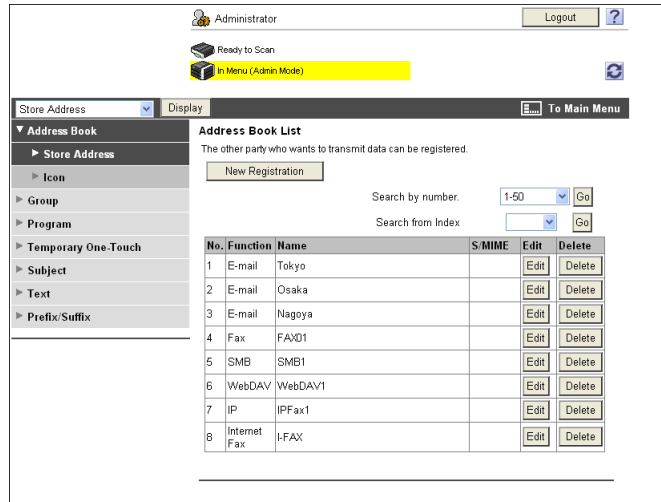 Administrator
Logout
?
Ready to Scan
In Menu (Admin Mode)
Store Address
Display
To Main Menu
Address Book
Store Address
Icon
Group
Program
Temporary One-Touch
Subject
Text
Prefix/Suffix
Address Book List
The other party who wants to transmit data can be registered.
New Registration
Search by number. 1-50 Go
Search from Index Go
No. Function Name S/MIME Edit Delete
1 E-mail Tokyo Edit Delete
2 E-mail Osaka Edit Delete
3 E-mail Nagoya Edit Delete
4 Fax FAX01 Edit Delete
5 SMB SMB1 Edit Delete
6 WebDAV WebDAV1 Edit Delete
7 IP IPFax1 Edit Delete
8 Internet Fax I-FAX Edit Delete